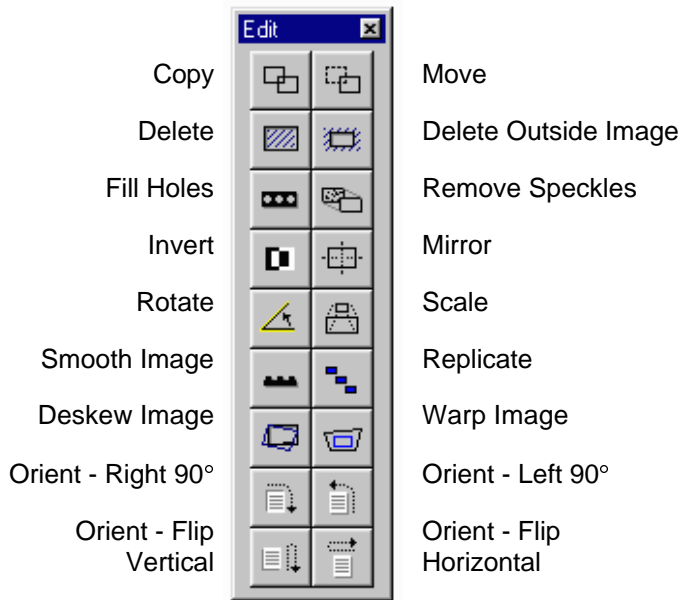 Edit
Copy Move
Delete Delete Outside Image
Fill Holes Remove Speckles
Invert Mirror
Rotate Scale
Smooth Image Replicate
Deskew Image Warp Image
Orient - Right 90° Orient - Left 90°
Orient - Flip Orient - Flip
Vertical Horizontal